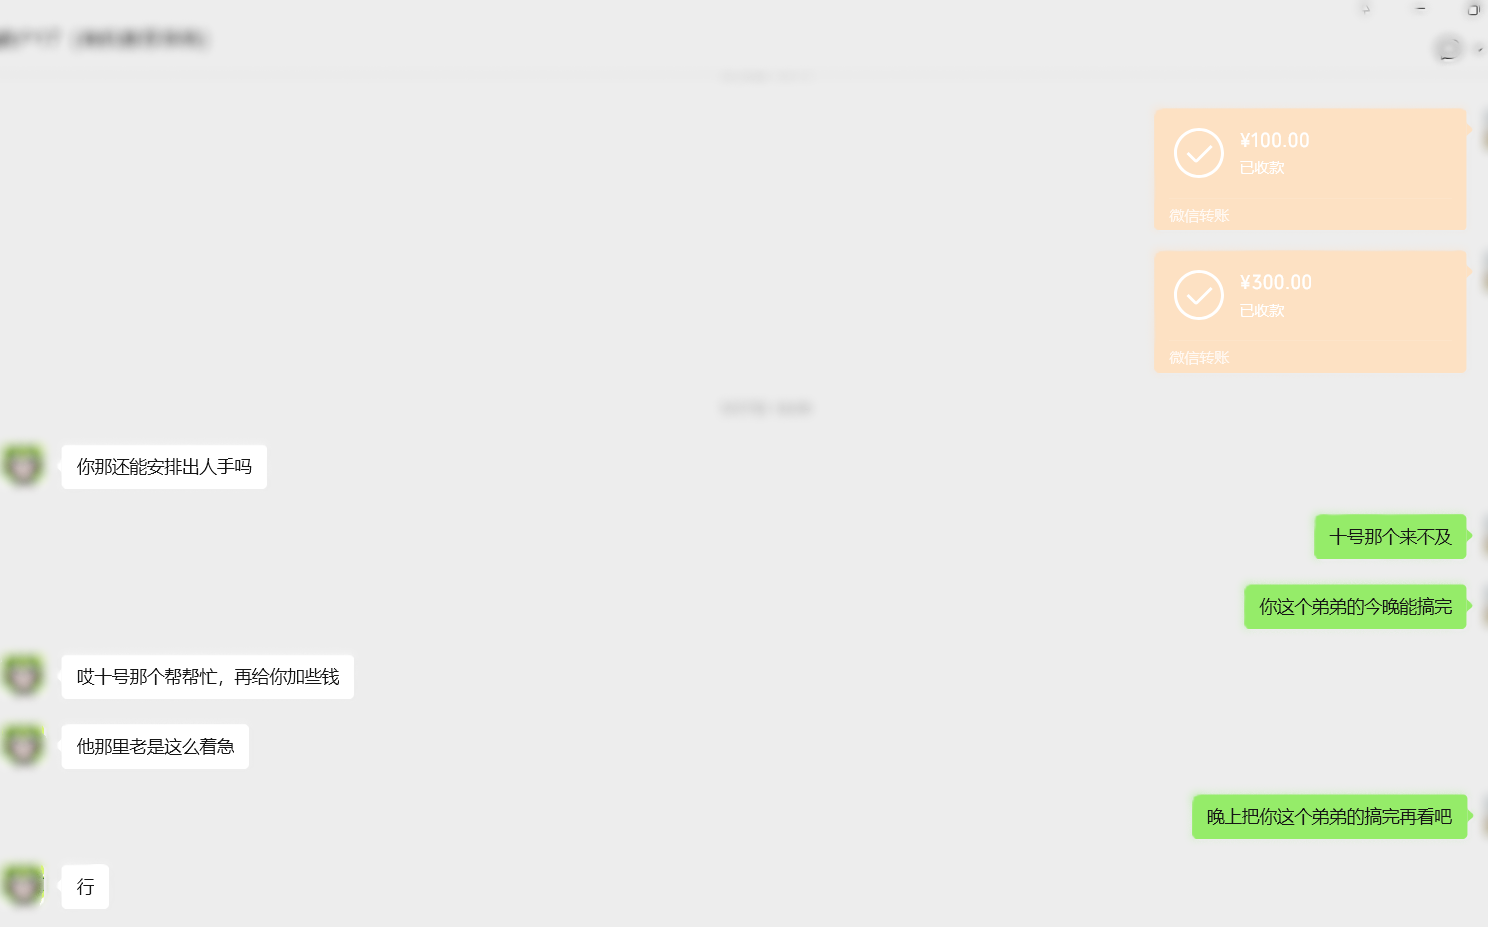 ¥100.00
已收款
微信转账
¥300.00
已收款
微信转账
你那还能安排出人手吗
十号那个来不及
你这个弟弟的今晚能搞完
哎十号那个帮帮忙，再给你加些钱
他那里老是这么着急
晚上把你这个弟弟的搞完再看吧
行